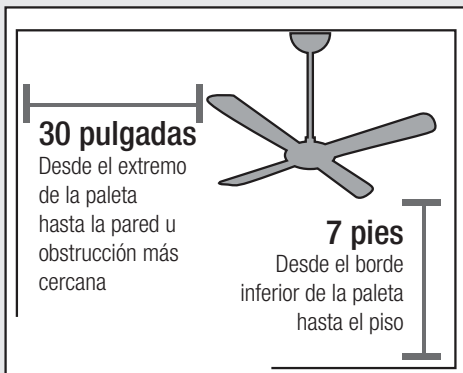 30 pulgadas
Desde el extremo
de la paleta
hasta la pared u
obstrucción más
cercana
7 pies
Desde el borde
inferior de la paleta
hasta el piso